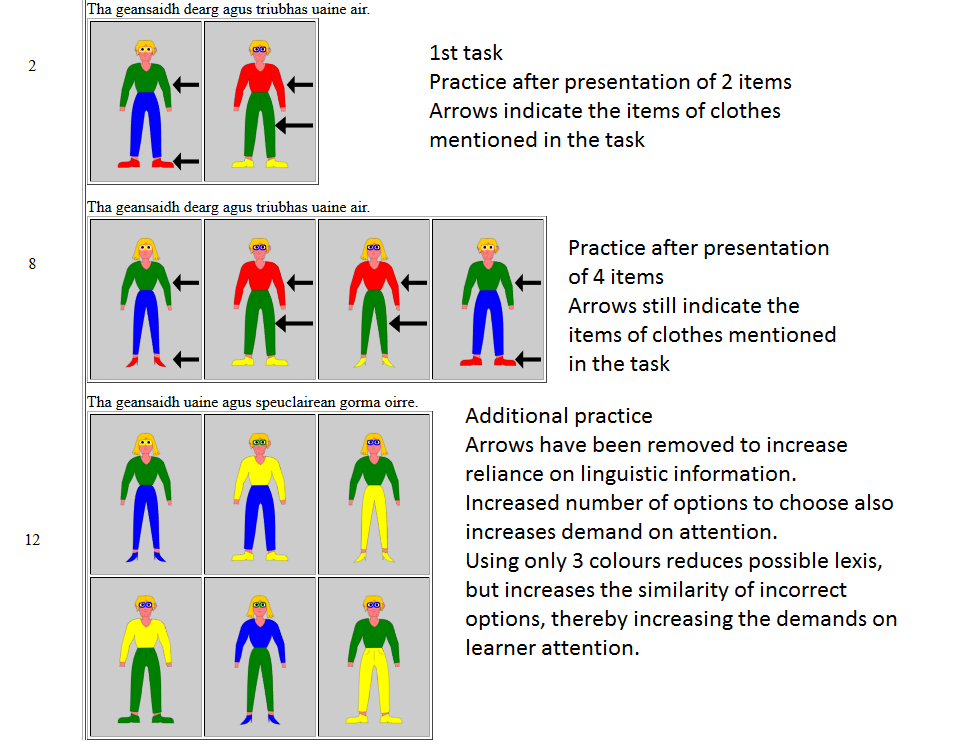 Tha geansaidh dearg agus triubhas uaine air.
2
1st task
Practice after presentation of 2 items
Arrows indicate the items of clothes
mentioned in the task
Tha geansaidh dearg agus triubhas uaine air.
8
Practice after presentation
of 4 items
Arrows still indicate the
items of clothes mentioned
in the task
Tha geansaidh uaine agus speuclairean gorma oirre.
12
Additional practice
Arrows have been removed to increase
reliance on linguistic information.
Increased number of options to choose also
increases demand on attention.
Using only 3 colours reduces possible lexis,
but increases the similarity of incorrect
options, thereby increasing the demands on
learner attention.